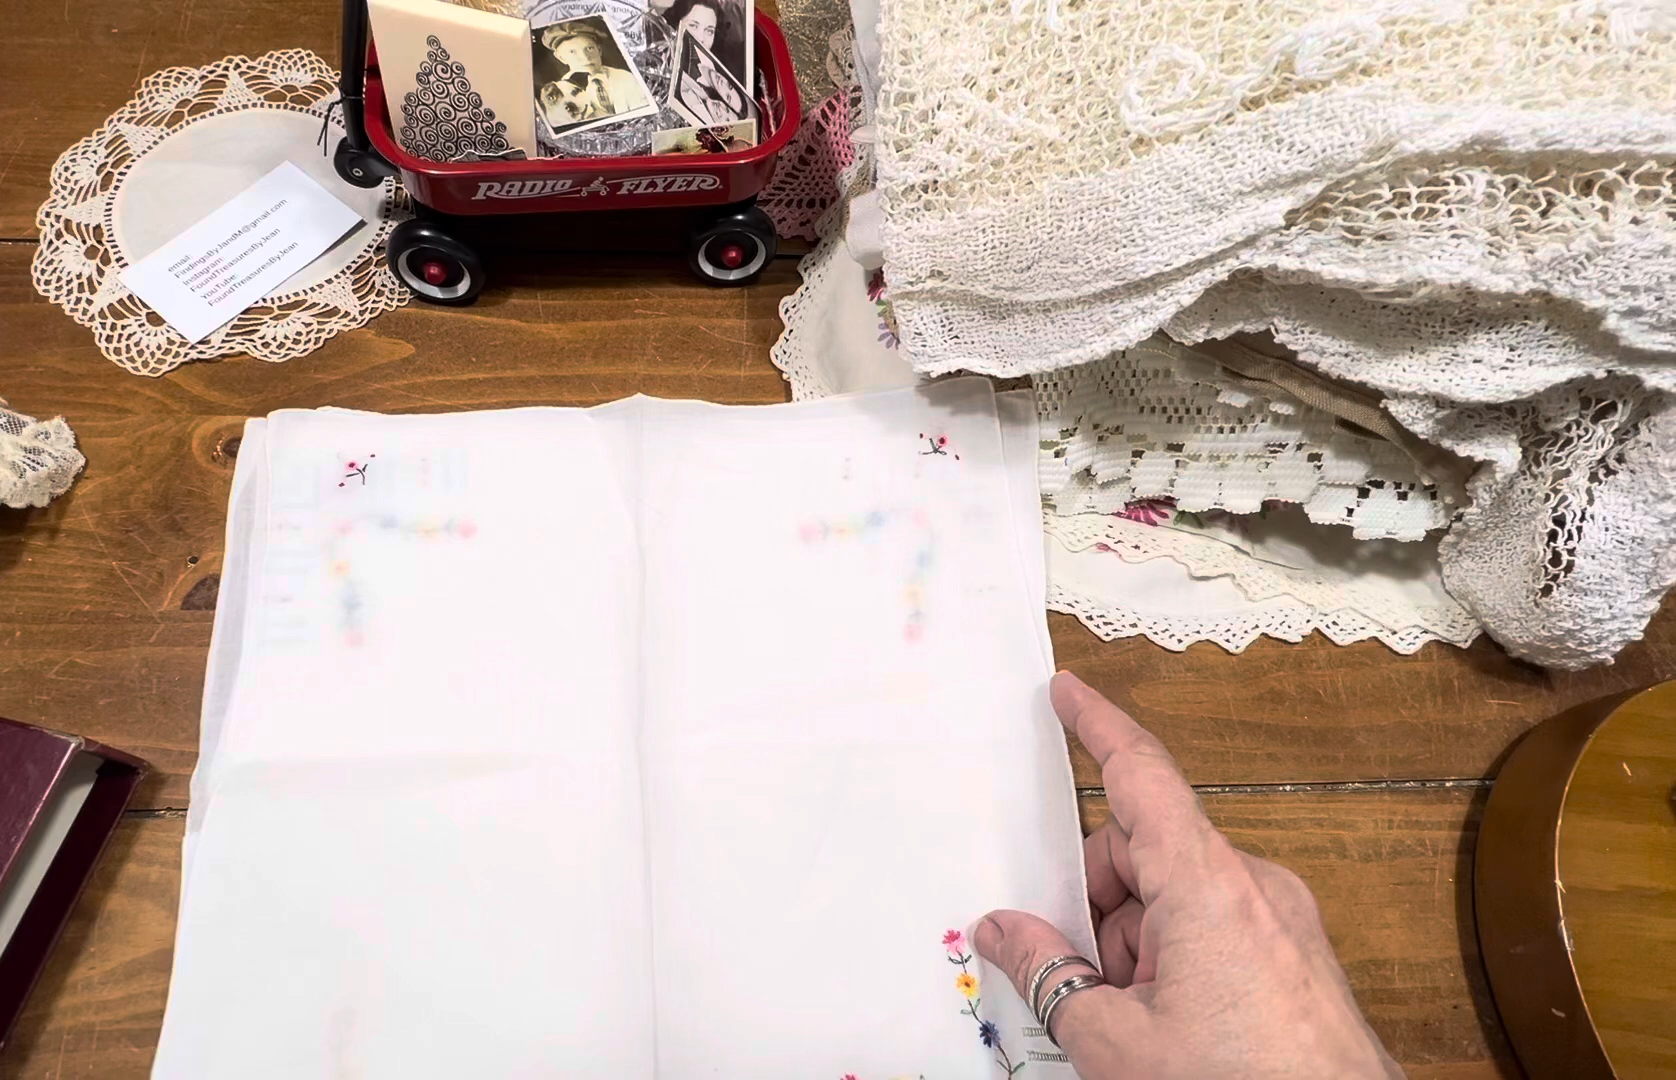 RADIO FLYER
email:
FindingsByJandM@gmail.com
Instagram:
FoundTreasuresByJean
YouTube
FoundTreasuresByJean